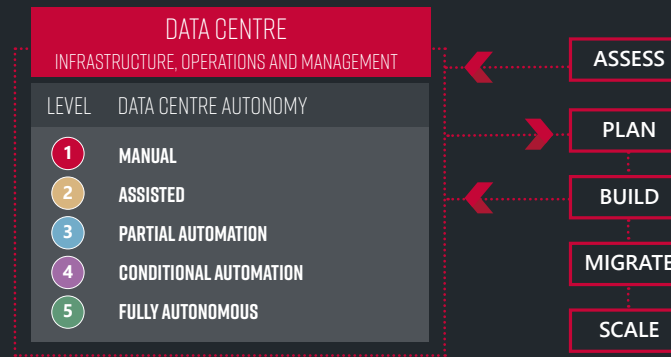 DATA CENTRE
INFRASTRUCTURE, OPERATIONS AND MANAGEMENT
LEVEL DATA CENTRE AUTONOMY
1 MANUAL
2 ASSISTED
3 PARTIAL AUTOMATION
4 CONDITIONAL AUTOMATION
5 FULLY AUTONOMOUS
ASSESS
PLAN
BUILD
MIGRATE
SCALE